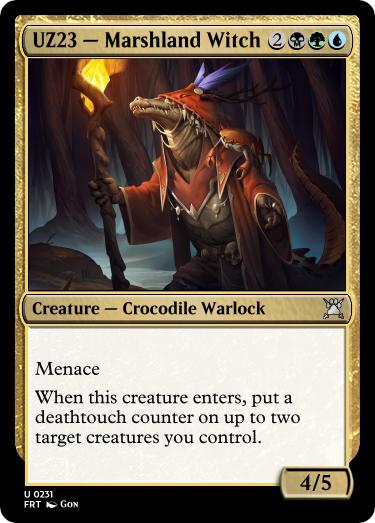 UZ23 — Marshland Witch 2
Creature — Crocodile Warlock
Menace
When this creature enters, put a
deathtouch counter on up to two
target creatures you control.
4/5
U 0231
FRT Gon